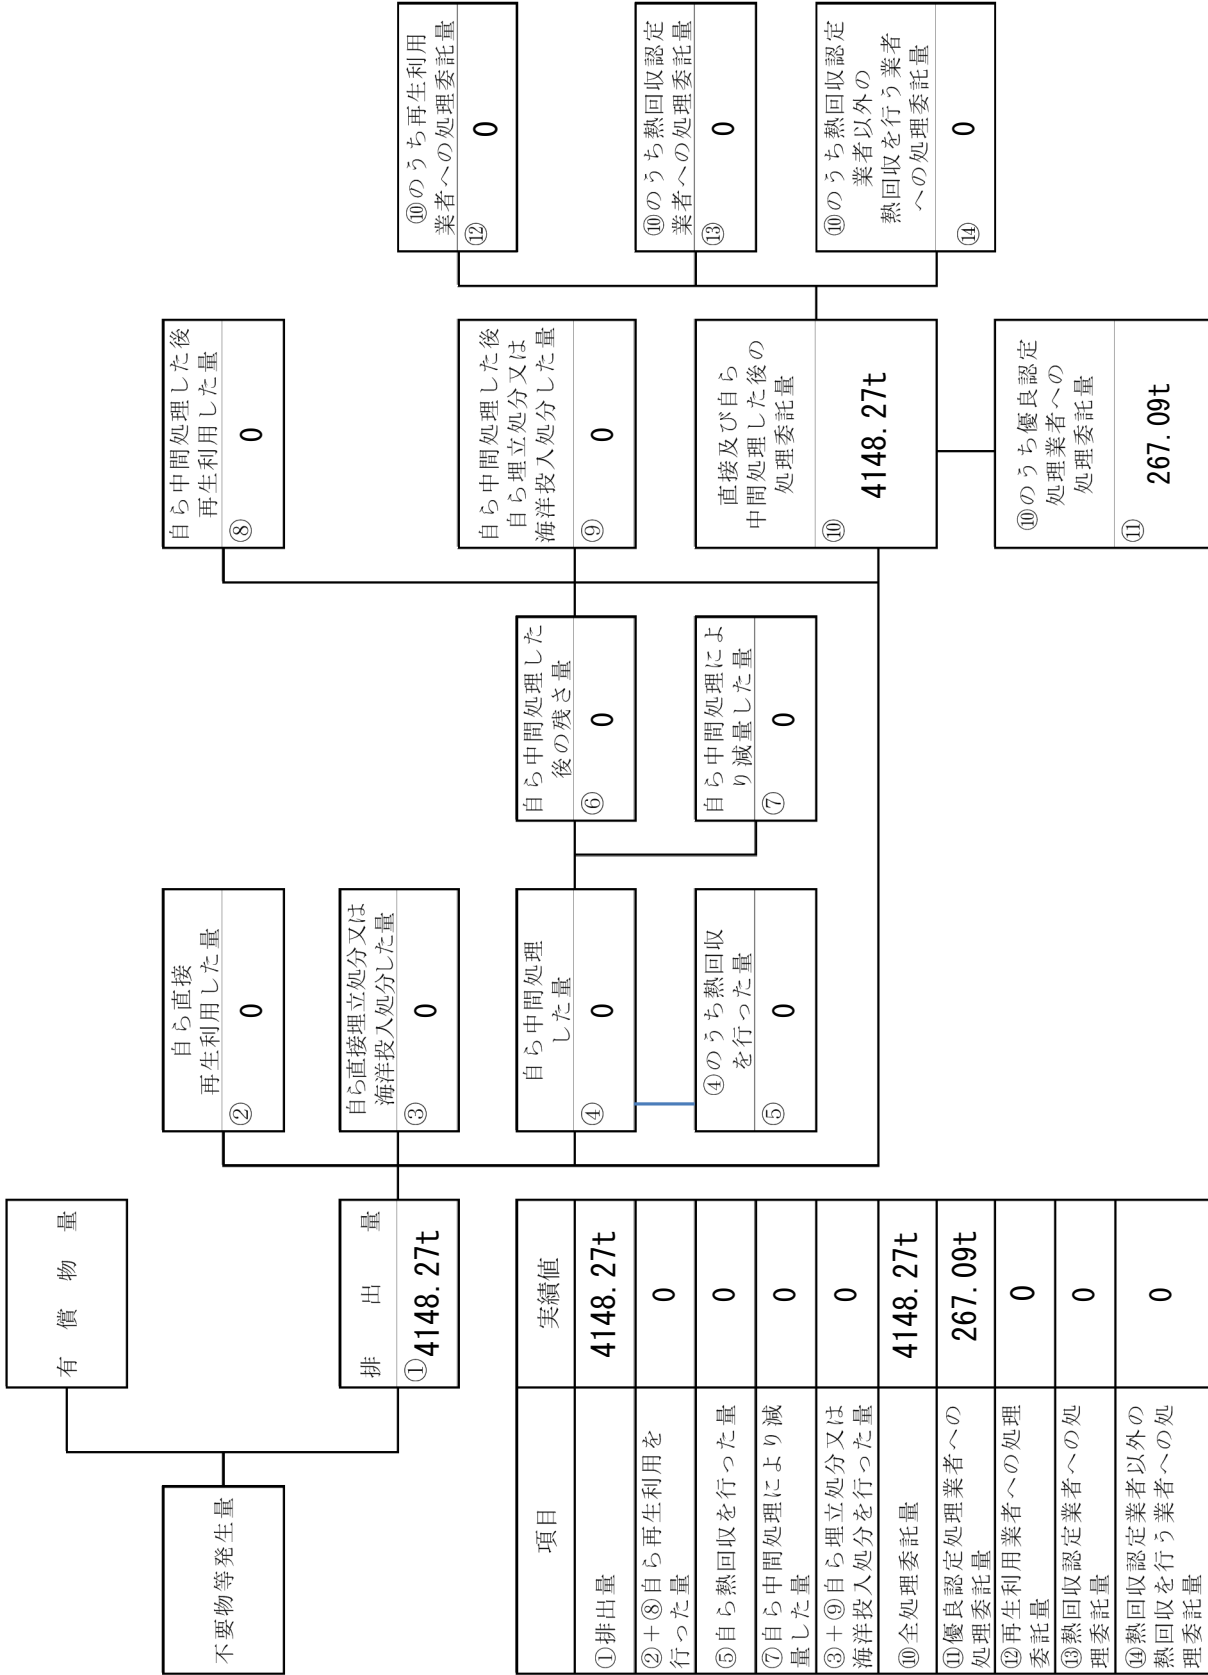 不要物等発生量
有償物量
排出量
①4148.27t
自ら直接
再生利用した量
②
0
自ら直接埋立処分又は
海洋投入処分した量
③
0
自ら中間処理
した量
④
0
④のうち熱回収
を行った量
⑤
0
自ら中間処理した
後の残さ量
⑥
0
自ら中間処理によ
り減量した量
⑦
0
自ら中間処理した後
再生利用した量
⑧
0
自ら中間処理した後
自ら埋立処分又は
海洋投入処分した量
⑨
0
直接及び自ら
中間処理した後の
処理委託量
⑩
4148.27t
⑩のうち優良認定
処理業者への
処理委託量
⑪
267.09t
⑩のうち再生利用
業者への処理委託量
⑫
0
⑩のうち熱回収認定
業者への処理委託量
⑬
0
⑩のうち熱回収認定
業者以外の
熱回収を行う業者
への処理委託量
⑭
0
項目
実績値
①排出量
4148.27t
②+⑧自ら再生利用を
行った量
0
⑤自ら熱回収を行った量
0
⑦自ら中間処理により減
量した量
0
③+⑨自ら埋立処分又は
海洋投入処分を行った量
0
⑩全処理委託量
4148.27t
⑪優良認定処理業者への
処理委託量
267.09t
⑫再生利用業者への処理
委託量
0
⑬熱回収認定業者への処
理委託量
0
⑭熱回収認定業者以外の
熱回収を行う業者への処
理委託量
0